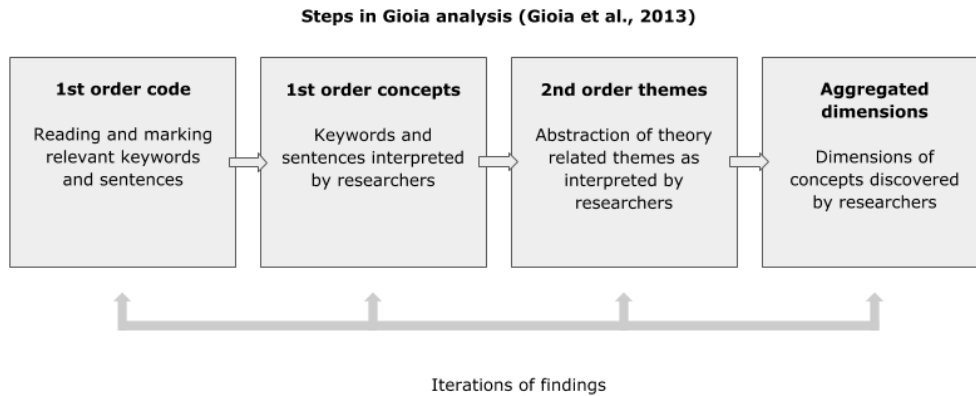 Steps in Gioia analysis (Gioia et al., 2013)
1st order code
Reading and marking
relevant keywords
and sentences
1st order concepts
Keywords and
sentences interpreted
by researchers
2nd order themes
Abstraction of theory
related themes as
interpreted by
researchers
Aggregated
dimensions
Dimensions of
concepts discovered
by researchers
Iterations of findings